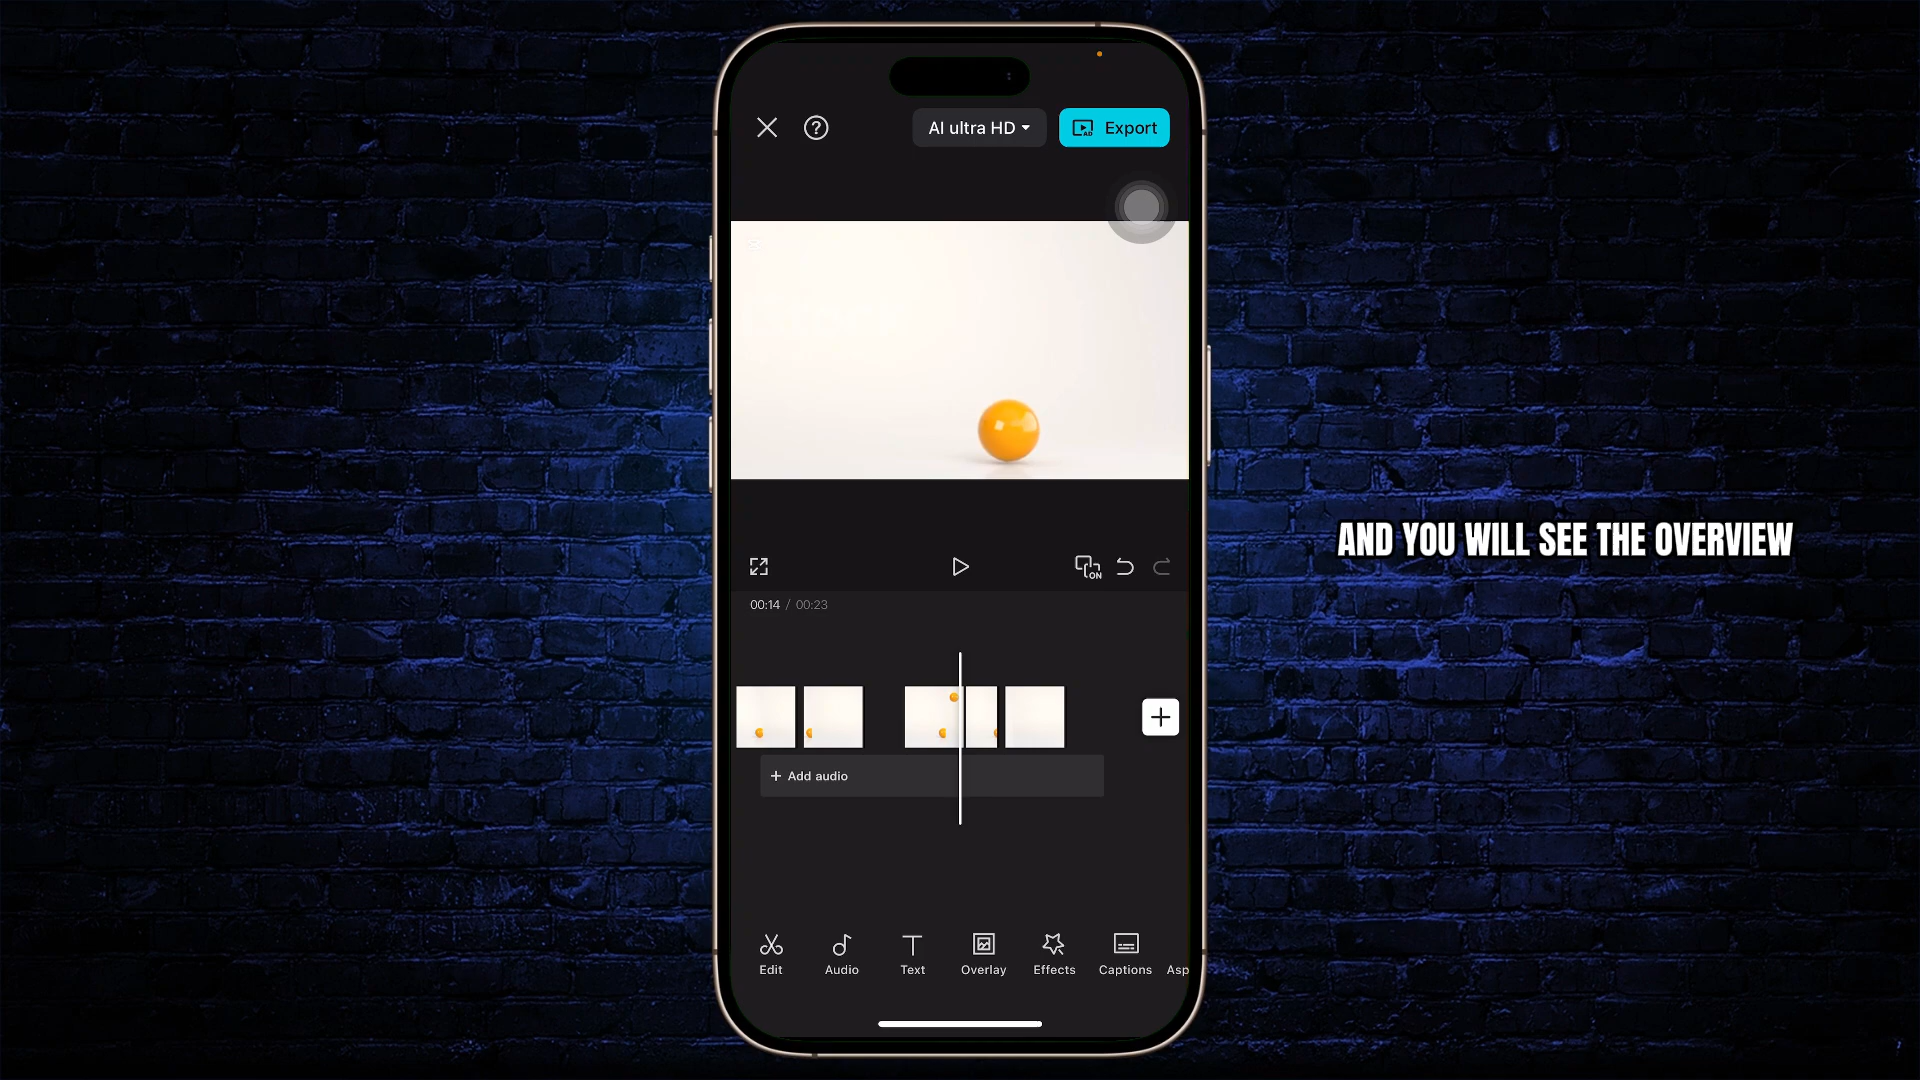 AI ultra HD
Export
AND YOU WILL SEE THE OVERVIEW
ON
00:14 / 00:23
+ Add audio
Edit
Audio
Text
Overlay
Effects
Captions
Asp